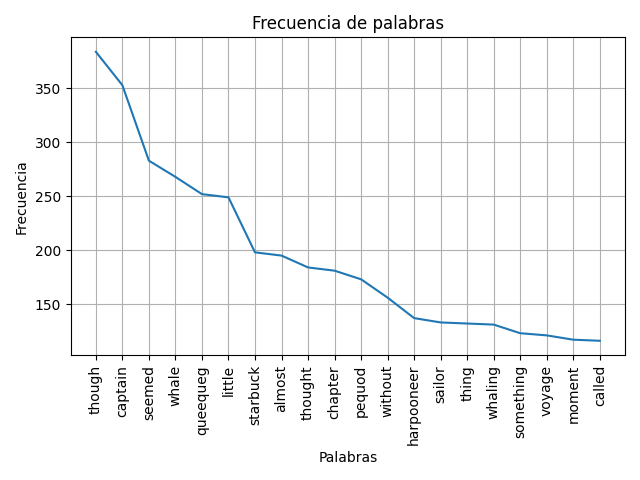 Frecuencia de palabras
Frecuencia
350
300
250
200
150
though
captain
seemed
whale
queequeg
little
starbuck
almost
thought
chapter
pequod
without
harpooneer
sailor
thing
whaling
something
voyage
moment
called
Palabras